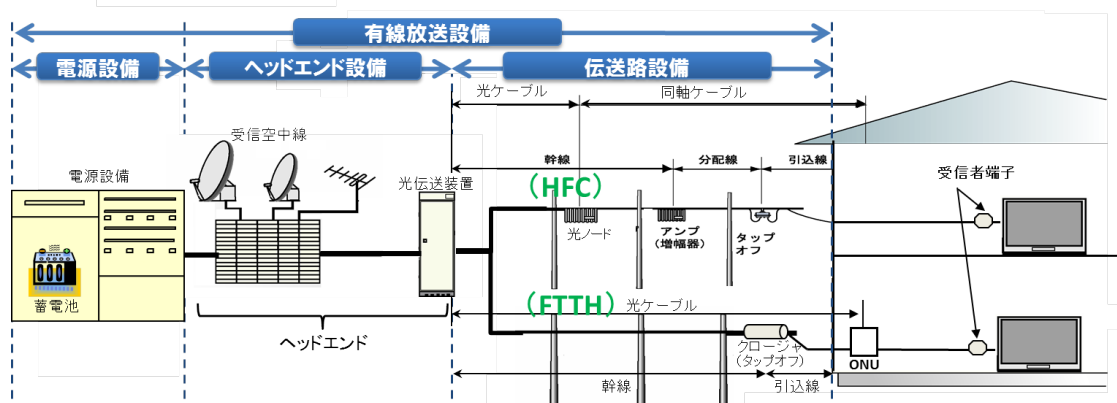 有線放送設備
電源設備
ヘッドエンド設備
伝送路設備
光ケーブル
同軸ケーブル
受信空中線
幹線
分配線
引込線
電源設備
光伝送装置
(HFC)
受信者端子
光ノード
アンプ
(増幅器)
タップ
オフ
蓄電池
(FTTH)
光ケーブル
ヘッドエンド
クロージャ
(タップオフ)
ONU
幹線
引込線